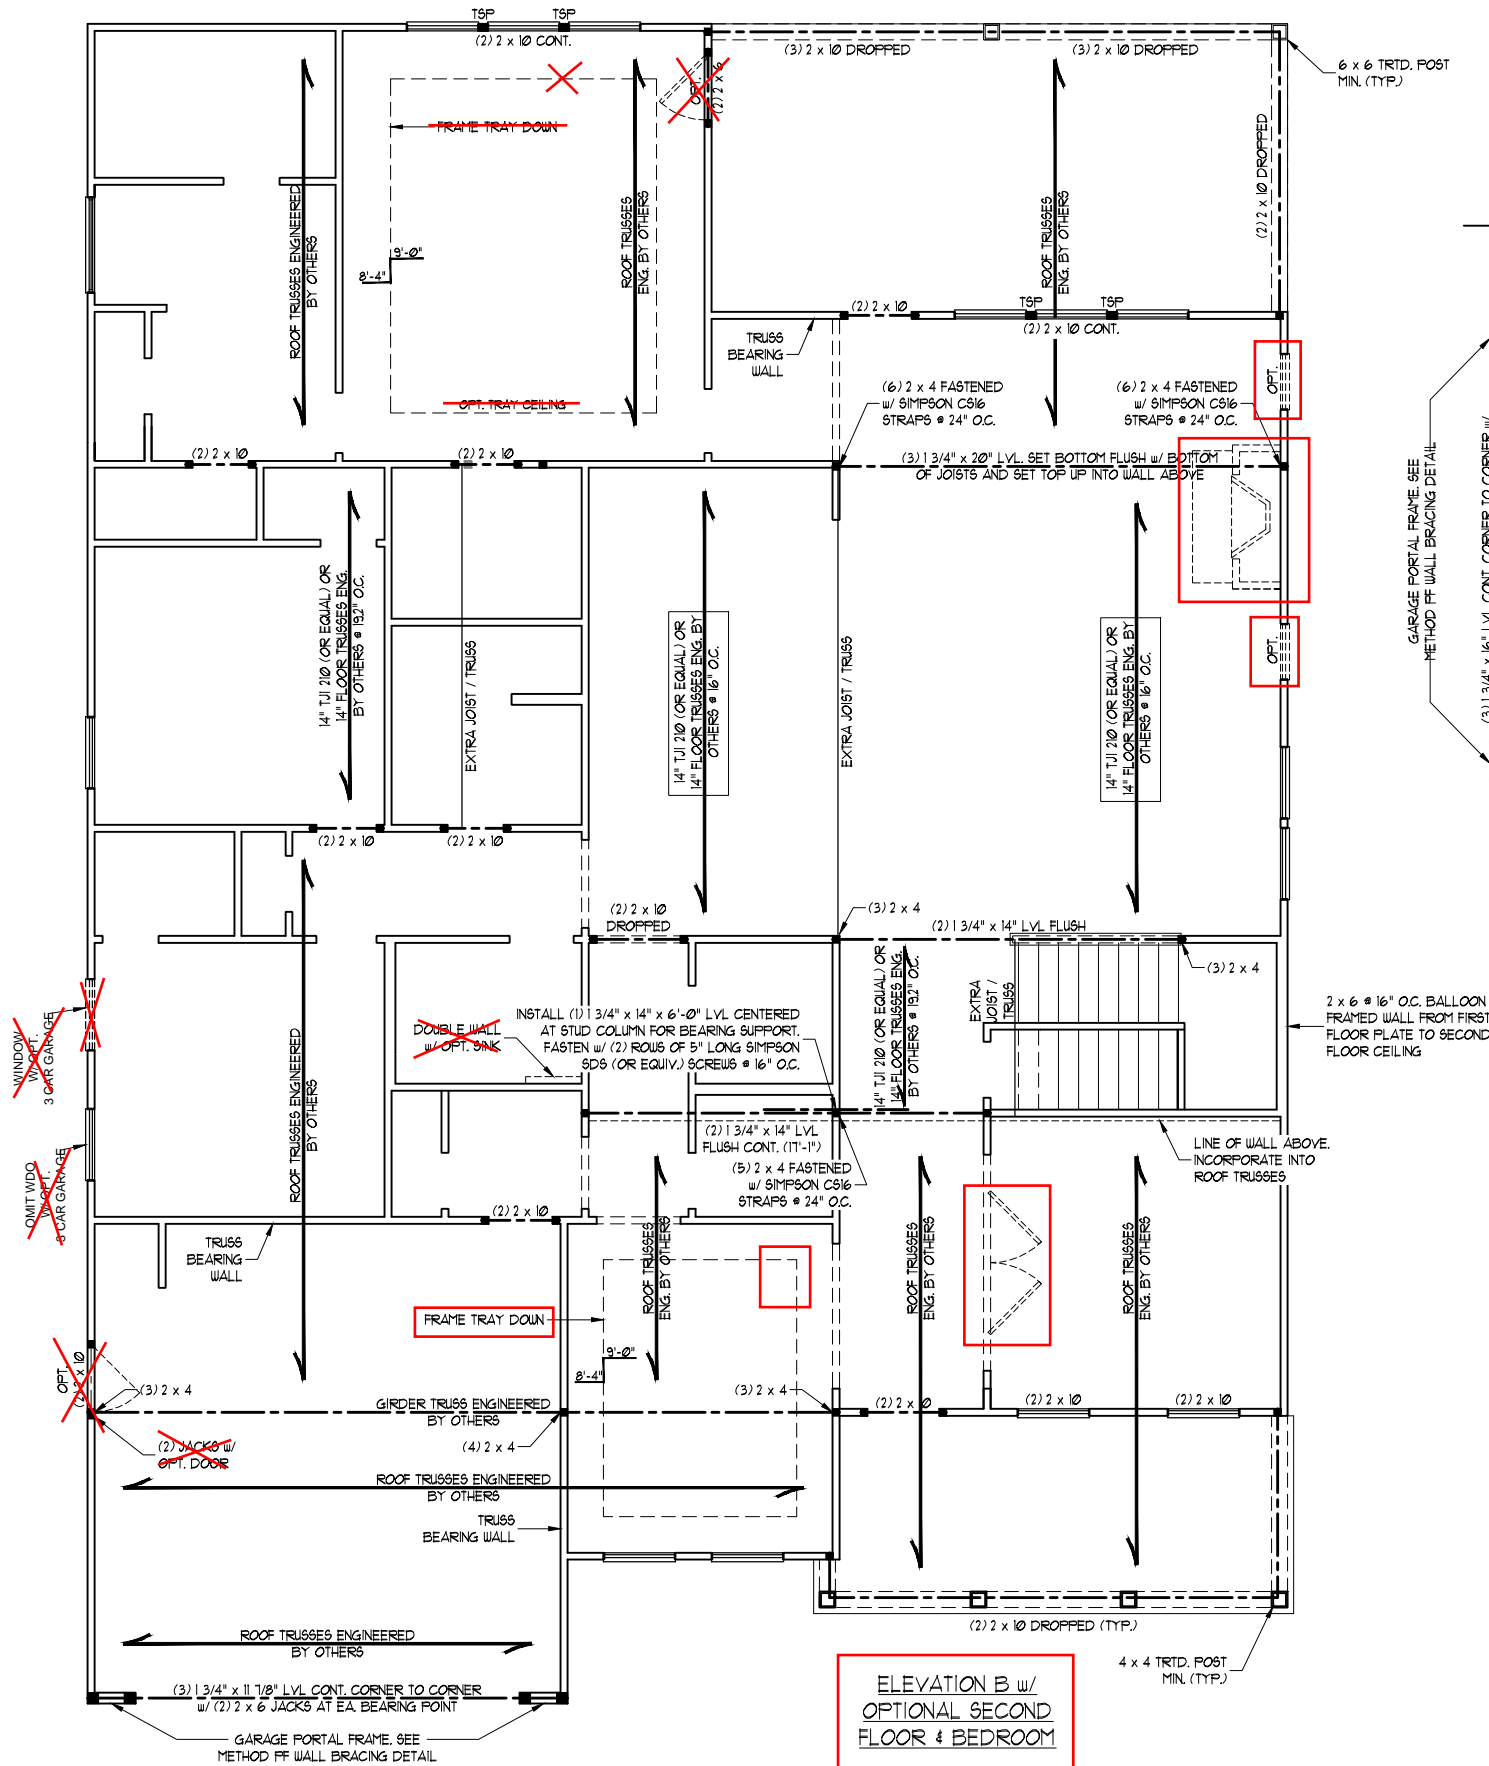 TSP
TSP
(2) 2 x 10 CONT.
(3) 2 x 10 DROPPED
(3) 2 x 10 DROPPED
6 x 6 TRTD. POST
MIN. (TYP.)
OPT.
(2) 2 x 6
FRAME TRAY DOWN
(2) 2 x 10 DROPPED
ROOF TRUSSES ENGINEERED
BY OTHERS
ROOF TRUSSES
ENG. BY OTHERS
ROOF TRUSSES
ENG. BY OTHERS
9'-0"
8'-4"
(2) 2 x 10
TSP
TSP
(2) 2 x 10 CONT.
TRUSS
BEARING
WALL
OPT.
(6) 2 x 4 FASTENED
w/ SIMPSON CS16
STRAPS @ 24" O.C.
(6) 2 x 4 FASTENED
w/ SIMPSON CS16
STRAPS @ 24" O.C.
OPT. TRAY CEILING
(2) 2 x 10
(2) 2 x 10
(3) 1 3/4" x 20" LVL. SET BOTTOM FLUSH w/ BOTTOM
OF JOISTS AND SET TOP UP INTO WALL ABOVE
GARAGE PORTAL FRAME. SEE
METHOD PF WALL BRACING DETAIL
(3) 1 3/4" x 16" LVL CONT. CORNER TO CORNER w/
14" TJI 210 (OR EQUAL) OR
14" FLOOR TRUSSES ENG.
BY OTHERS @ 19.2" O.C.
EXTRA JOIST / TRUSS
14" TJI 210 (OR EQUAL) OR
14" FLOOR TRUSSES ENG. BY
OTHERS @ 16" O.C.
EXTRA JOIST / TRUSS
14" TJI 210 (OR EQUAL) OR
14" FLOOR TRUSSES ENG. BY
OTHERS @ 16" O.C.
OPT.
(2) 2 x 10
(2) 2 x 10
(2) 2 x 10
DROPPED
(3) 2 x 4
(2) 1 3/4" x 14" LVL FLUSH
(3) 2 x 4
14" TJI 210 (OR EQUAL) OR
14" FLOOR TRUSSES ENG.
BY OTHERS @ 19.2" O.C.
EXTRA
JOIST /
TRUSS
2 x 6 @ 16" O.C. BALLOON
FRAMED WALL FROM FIRST
FLOOR PLATE TO SECOND
FLOOR CEILING
WINDOW
W/OPT.
3 CAR GARAGE
DOUBLE WALL
w/ OPT. SINK
INSTALL (1) 1 3/4" x 14" x 6'-0" LVL CENTERED
AT STUD COLUMN FOR BEARING SUPPORT.
FASTEN w/ (2) ROWS OF 5" LONG SIMPSON
SDS (OR EQUIV.) SCREWS @ 16" O.C.
ROOF TRUSSES ENGINEERED
BY OTHERS
(2) 1 3/4" x 14" LVL
FLUSH CONT. (17'-1")
(5) 2 x 4 FASTENED
w/ SIMPSON CS16
STRAPS @ 24" O.C.
LINE OF WALL ABOVE.
INCORPORATE INTO
ROOF TRUSSES
OMIT WDO
W/OPT.
3 CAR GARAGE
(2) 2 x 10
TRUSS
BEARING
WALL
ROOF TRUSSES
ENG. BY OTHERS
ROOF TRUSSES
ENG. BY OTHERS
ROOF TRUSSES
ENG. BY OTHERS
FRAME TRAY DOWN
9'-0"
8'-4"
OPT.
(2) 2 x 10
(3) 2 x 4
GIRDER TRUSS ENGINEERED
BY OTHERS
(3) 2 x 4
(2) 2 x 10
(2) 2 x 10
(2) 2 x 10
(2) JACKS w/
OPT. DOOR
(4) 2 x 4
ROOF TRUSSES ENGINEERED
BY OTHERS
TRUSS
BEARING WALL
(2) 2 x 10 DROPPED (TYP.)
ROOF TRUSSES ENGINEERED
BY OTHERS
4 x 4 TRTD. POST
MIN. (TYP.)
(3) 1 3/4" x 11 7/8" LVL CONT. CORNER TO CORNER
w/ (2) 2 x 6 JACKS AT EA. BEARING POINT
GARAGE PORTAL FRAME. SEE
METHOD PF WALL BRACING DETAIL
ELEVATION B w/
OPTIONAL SECOND
FLOOR & BEDROOM